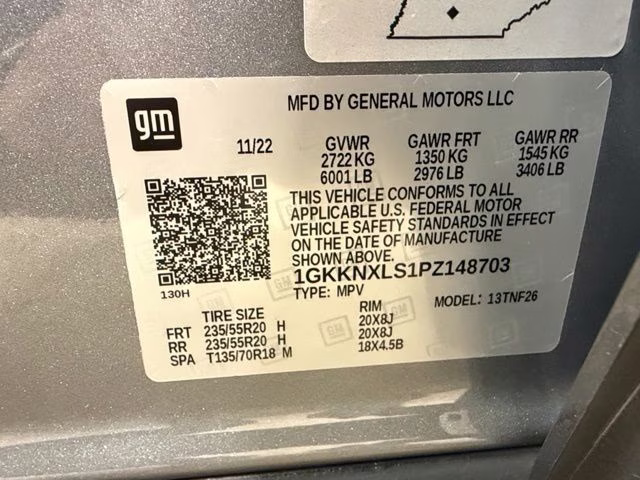 gm
MFD BY GENERAL MOTORS LLC
11/22 GVWR GAWR FRT GAWR RR
2722 KG 1350 KG 1545 KG
6001 LB 2976 LB 3406 LB
THIS VEHICLE CONFORMS TO ALL
APPLICABLE U.S. FEDERAL MOTOR
VEHICLE SAFETY STANDARDS IN EFFECT
ON THE DATE OF MANUFACTURE
SHOWN ABOVE.
1GKKNXLS1PZ148703
130H
TYPE: MPV MODEL: 13TNF26
TIRE SIZE RIM
FRT 235/55R20 H 20X8J
RR 235/55R20 H 20X8J
SPA T135/70R18 M 18X4.5B